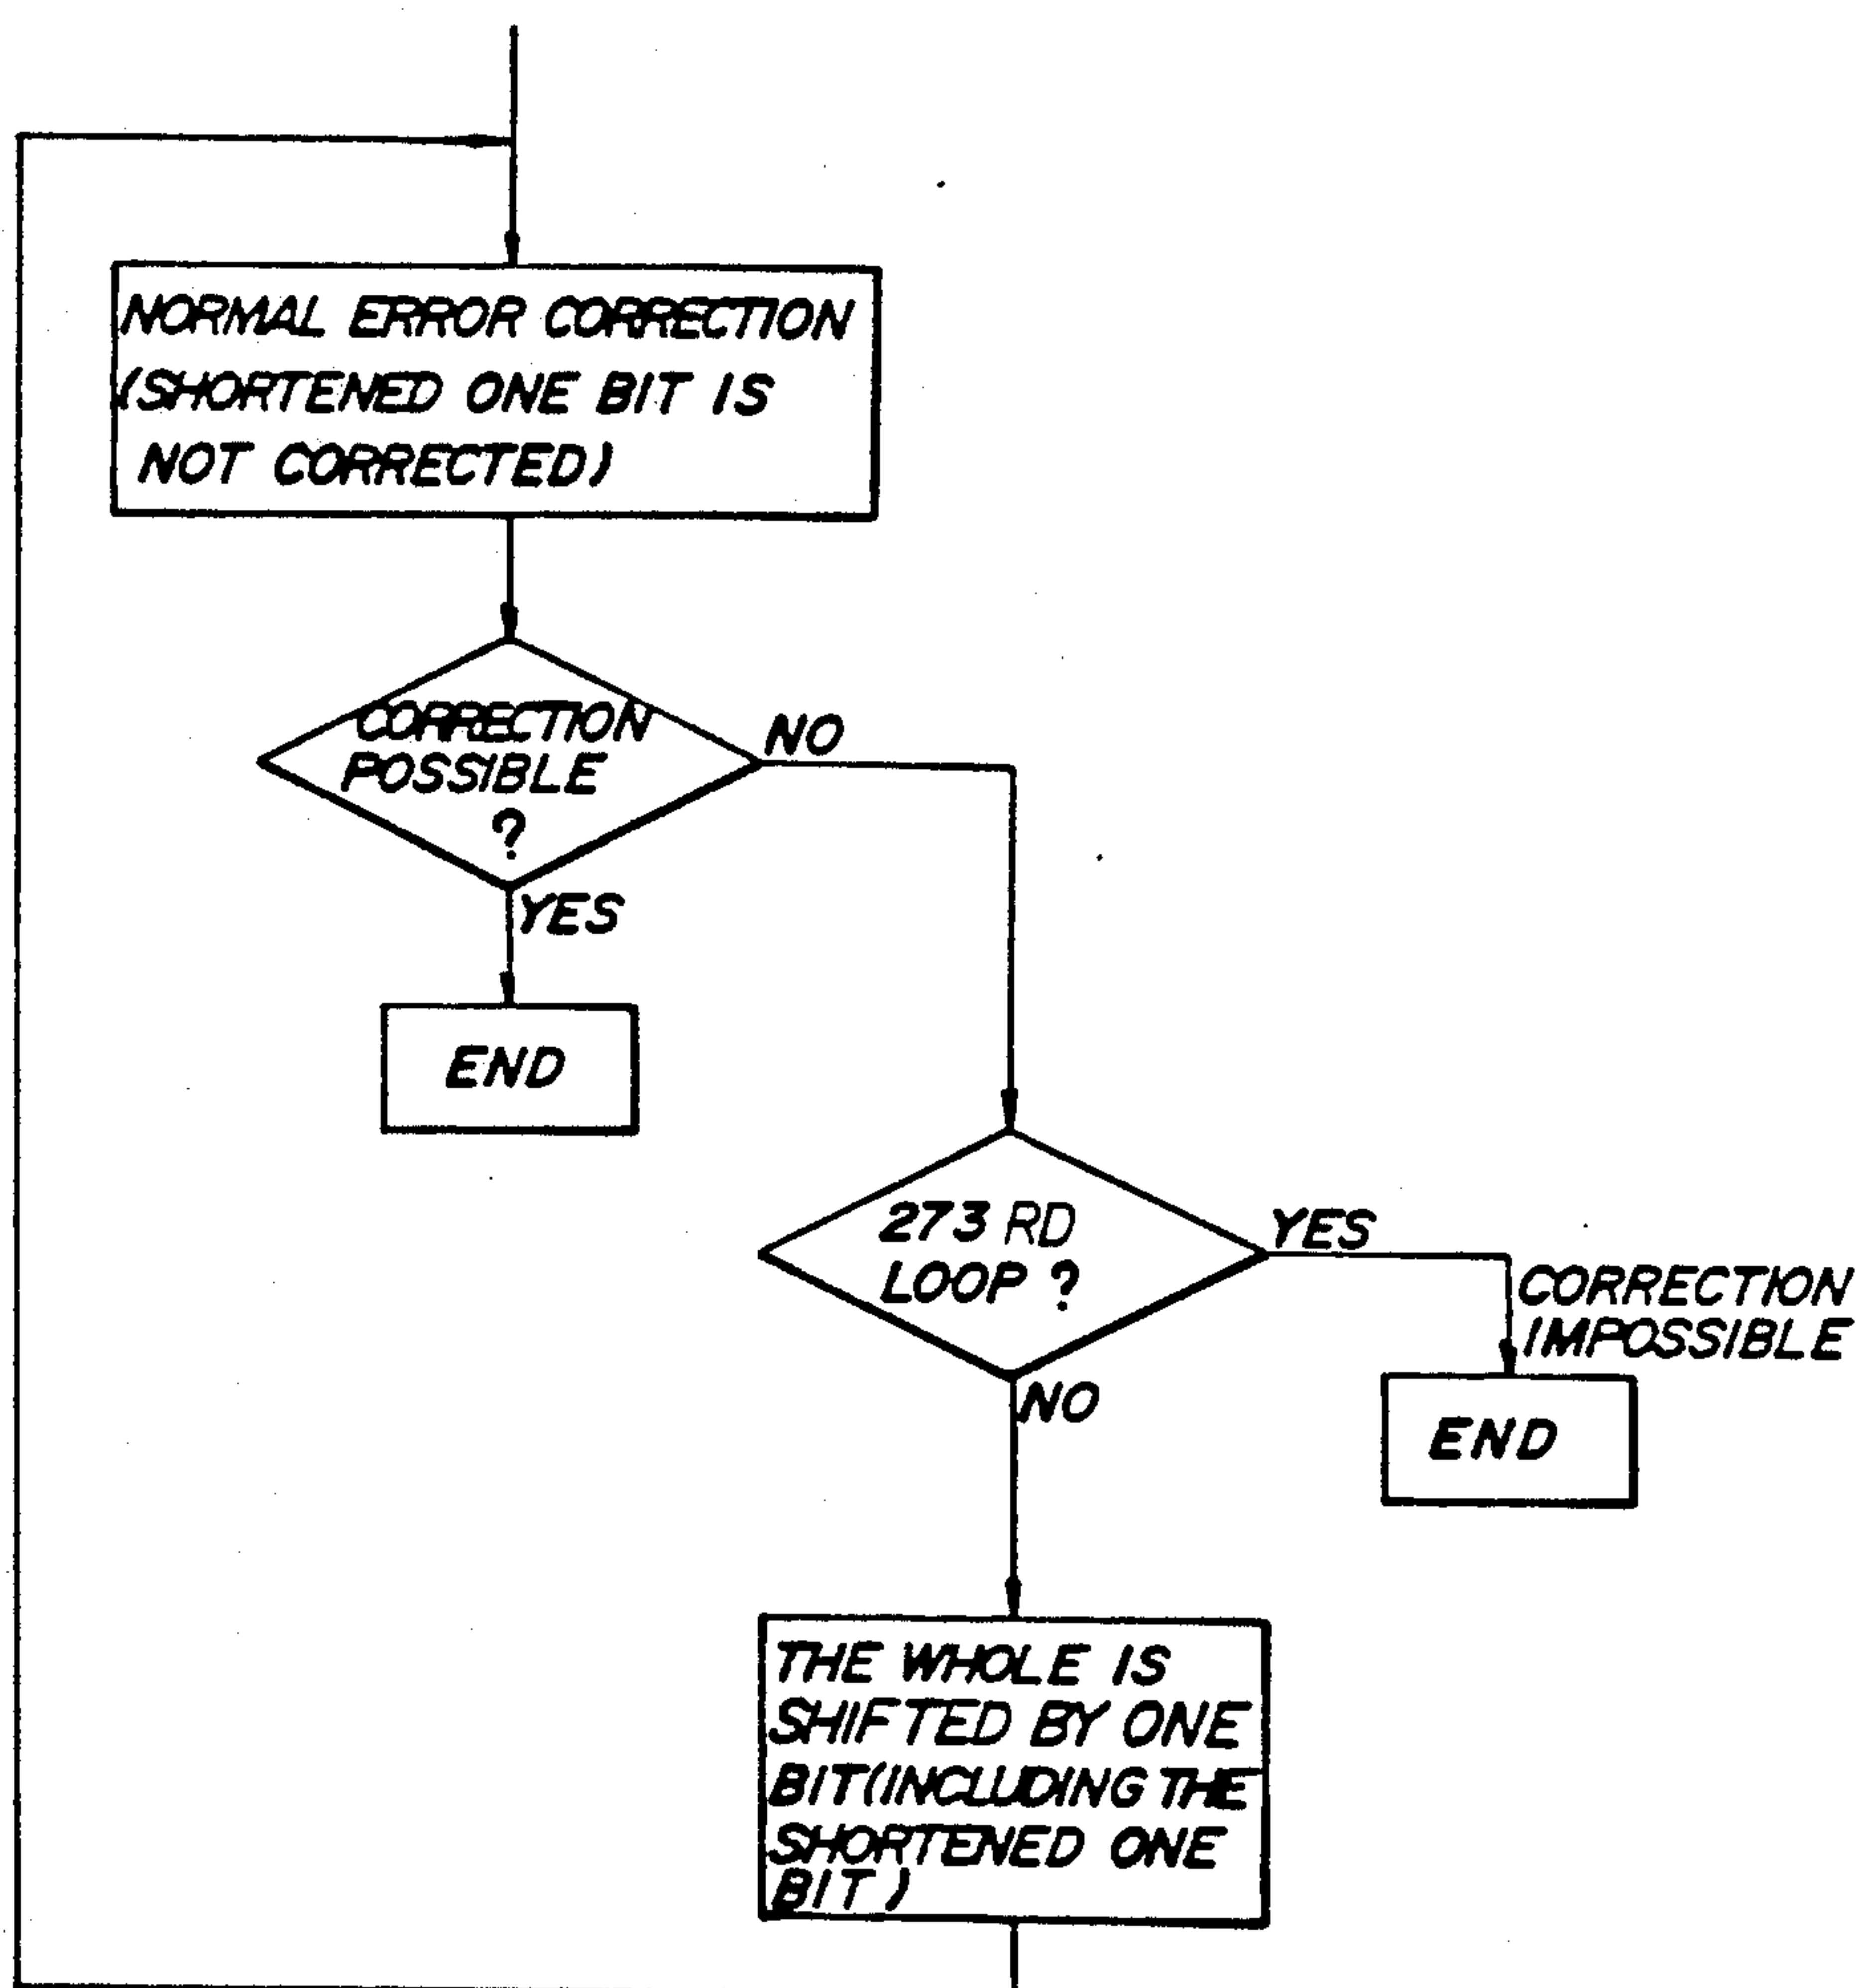 NORMAL ERROR CORRECTION
(SHORTENED ONE BIT IS
NOT CORRECTED)
CORRECTION
POSSIBLE
?
NO
YES
END
273 RD
LOOP ?
YES
CORRECTION
IMPOSSIBLE
NO
END
THE WHOLE IS
SHIFTED BY ONE
BIT(INCLUDING THE
SHORTENED ONE
BIT)